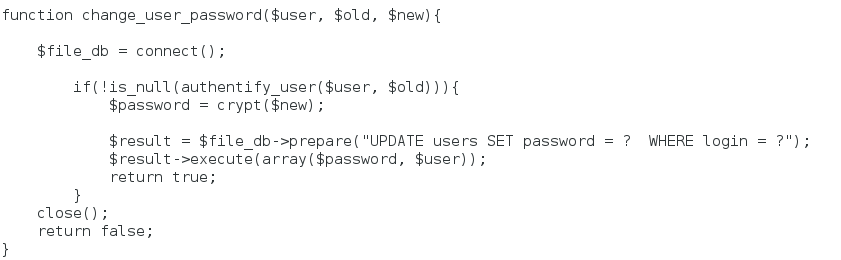 function change_user_password($user, $old, $new){
    $file_db = connect();
        if(!is_null(authentify_user($user, $old))){
            $password = crypt($new);
            $result = $file_db->prepare("UPDATE users SET password = ?  WHERE login = ?");
            $result->execute(array($password, $user));
            return true;
        }
    close();
    return false;
}